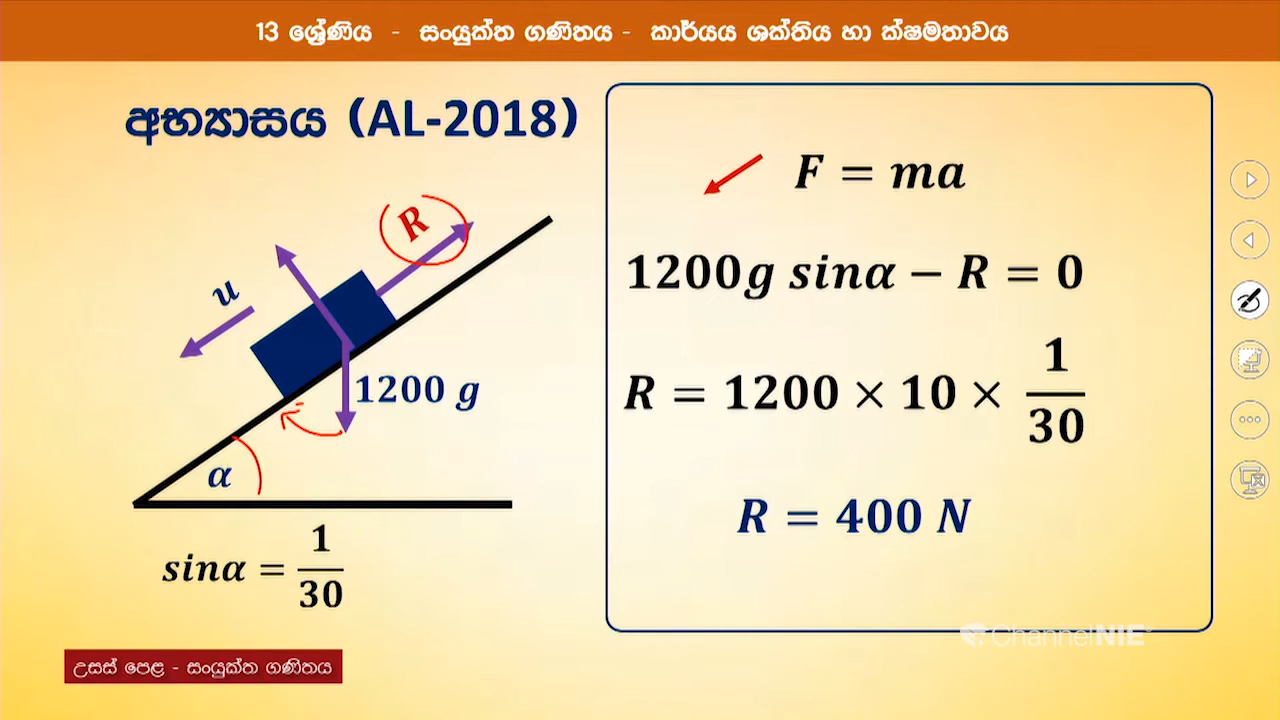 13 ශ්‍රේණිය - සංයුක්ත ගණිතය - කාර්යය ශක්තිය හා ක්ෂමතාවය
අභ්‍යාසය (AL-2018)
R
u
1200 g
α
sinα = 1/30
F = ma
1200g sinα − R = 0
R = 1200 × 10 × 1/30
R = 400 N
ChannelNIE
උසස් පෙළ - සංයුක්ත ගණිතය